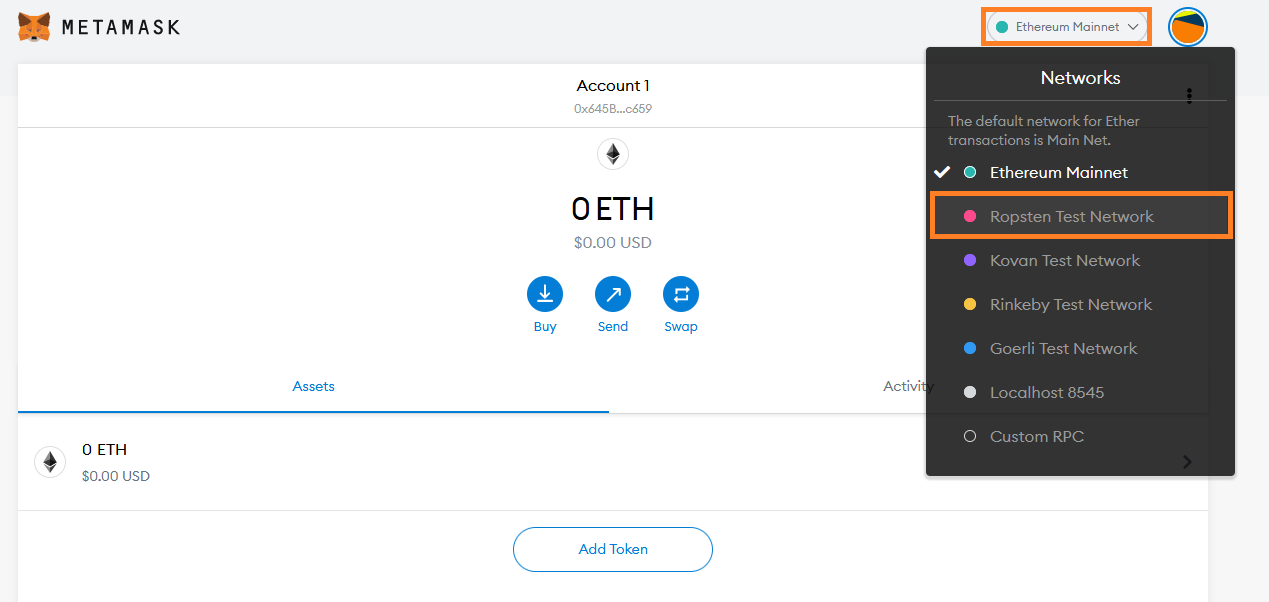 METAMASK
Ethereum Mainnet
Account 1
0x645B...c659
0 ETH
$0.00 USD
Buy
Send
Swap
Assets
Activity
0 ETH
$0.00 USD
Add Token
Networks
The default network for Ether
transactions is Main Net.
Ethereum Mainnet
Ropsten Test Network
Kovan Test Network
Rinkeby Test Network
Goerli Test Network
Localhost 8545
Custom RPC